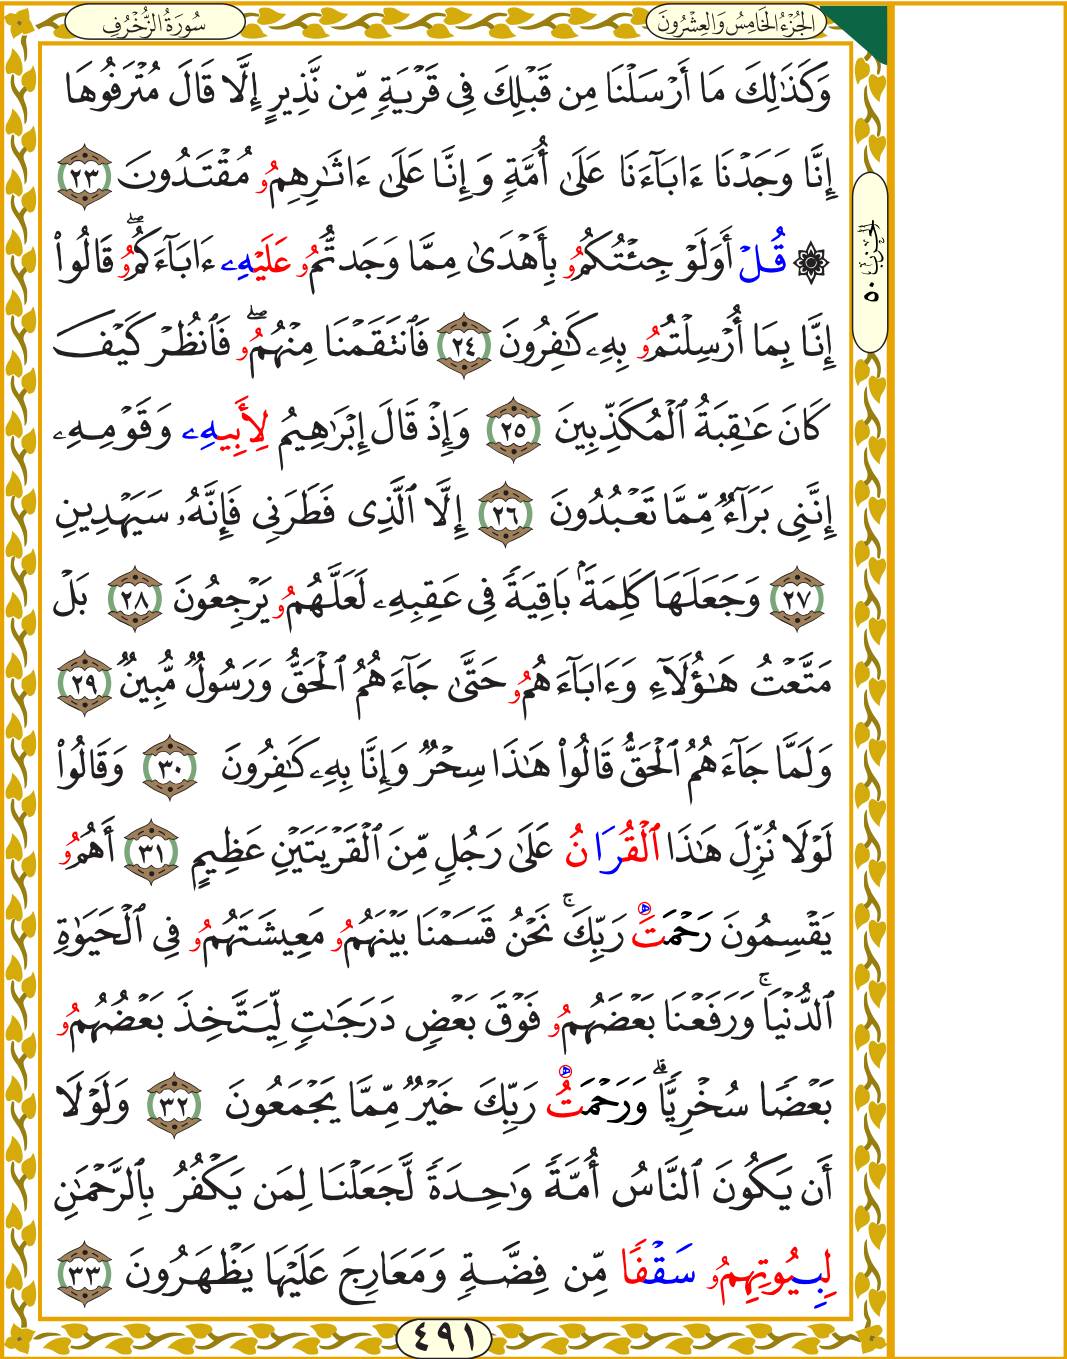 سُورَةُ الزُّخْرُفِ
الجُزْءُ الخَامِسُ وَالعِشْرُونَ
وَكَذَٰلِكَ مَا أَرْسَلْنَا مِن قَبْلِكَ فِي قَرْيَةٍ مِّن نَّذِيرٍ إِلَّا قَالَ مُتْرَفُوهَا
إِنَّا وَجَدْنَا ءَابَآءَنَا عَلَىٰ أُمَّةٍ وَإِنَّا عَلَىٰ ءَاثَٰرِهِمُۥ مُقْتَدُونَ ٢٣
۞ قُلْ أَوَلَوْ جِئْتُكُمُۥ بِأَهْدَىٰ مِمَّا وَجَدتُّمُۥ عَلَيْهِۦ ءَابَآءَكُمُۥۖ قَالُوا۟
إِنَّا بِمَا أُرْسِلْتُمُۥ بِهِۦ كَٰفِرُونَ ٢٤ فَٱنتَقَمْنَا مِنْهُمُۥۖ فَٱنظُرْ كَيْفَ
كَانَ عَٰقِبَةُ ٱلْمُكَذِّبِينَ ٢٥ وَإِذْ قَالَ إِبْرَٰهِيمُ لِأَبِيهِۦ وَقَوْمِهِۦ
إِنَّنِي بَرَآءٌ مِّمَّا تَعْبُدُونَ ٢٦ إِلَّا ٱلَّذِي فَطَرَنِي فَإِنَّهُۥ سَيَهْدِينِ
٢٧ وَجَعَلَهَا كَلِمَةًۢ بَاقِيَةً فِي عَقِبِهِۦ لَعَلَّهُمُۥ يَرْجِعُونَ ٢٨ بَلْ
مَتَّعْتُ هَٰؤُلَآءِ وَءَابَآءَهُمُۥ حَتَّىٰ جَآءَهُمُ ٱلْحَقُّ وَرَسُولٌ مُّبِينٌ ٢٩
وَلَمَّا جَآءَهُمُ ٱلْحَقُّ قَالُوا۟ هَٰذَا سِحْرٌ وَإِنَّا بِهِۦ كَٰفِرُونَ ٣٠ وَقَالُوا۟
لَوْلَا نُزِّلَ هَٰذَا ٱلْقُرَانُ عَلَىٰ رَجُلٍ مِّنَ ٱلْقَرْيَتَيْنِ عَظِيمٍ ٣١ أَهُمُۥ
يَقْسِمُونَ رَحْمَتَ رَبِّكَۚ نَحْنُ قَسَمْنَا بَيْنَهُمُۥ مَعِيشَتَهُمُۥ فِي ٱلْحَيَوٰةِ
ٱلدُّنْيَاۚ وَرَفَعْنَا بَعْضَهُمُۥ فَوْقَ بَعْضٍ دَرَجَٰتٍ لِّيَتَّخِذَ بَعْضُهُمُۥ
بَعْضًا سُخْرِيًّاۗ وَرَحْمَتُ رَبِّكَ خَيْرٌ مِّمَّا يَجْمَعُونَ ٣٢ وَلَوْلَا
أَن يَكُونَ ٱلنَّاسُ أُمَّةً وَٰحِدَةً لَّجَعَلْنَا لِمَن يَكْفُرُ بِٱلرَّحْمَٰنِ
لِبِيُوتِهِمُۥ سَقْفًا مِّن فِضَّةٍ وَمَعَارِجَ عَلَيْهَا يَظْهَرُونَ ٣٣
الحزب ٥٠
٤٩١